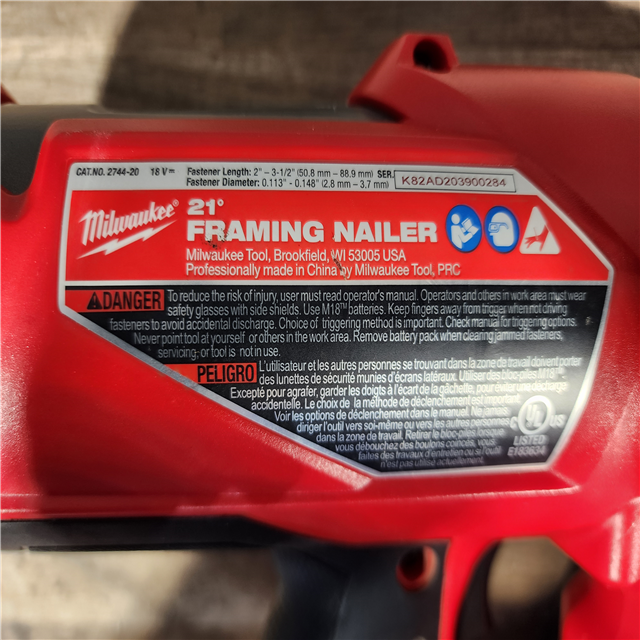 CAT.NO. 2744-20 18 V⎓ Fastener Length: 2" - 3-1/2" (50.8 mm - 88.9 mm) SER.
Fastener Diameter: 0.113" - 0.148" (2.8 mm – 3.7 mm) K82AD203900284
Milwaukee®
21°
FRAMING NAILER
Milwaukee Tool, Brookfield, WI 53005 USA
Professionally made in China by Milwaukee Tool, PRC
DANGER To reduce the risk of injury, user must read operator's manual. Operators and others in work area must wear
safety glasses with side shields. Use M18™ batteries. Keep fingers away from trigger when not driving
fasteners to avoid accidental discharge. Choice of triggering method is important. Check manual for triggering options.
Never point tool at yourself or others in the work area. Remove battery pack when clearing jammed fasteners,
servicing, or tool is not in use.
PELIGRO L'utilisateur et les autres personnes se trouvant dans la zone de travail doivent porter
des lunettes de sécurité munies d'écrans latéraux. Utiliser des bloc-piles M18™.
Excepté pour agrafer, garder les doigts à l'écart de la gâchette, pour éviter une décharge
accidentelle. Le choix de la méthode de déclenchement est important.
Voir les options de déclenchement dans le manuel. Ne jamais
diriger l'outil vers soi-même ou vers les autres personnes
dans la zone de travail. Retirer le bloc-piles lorsque
vous débouchez des boulons coincés, vous
faites des travaux d'entretien ou si l'outil
n'est pas utilisé actuellement.
C UL US
LISTED